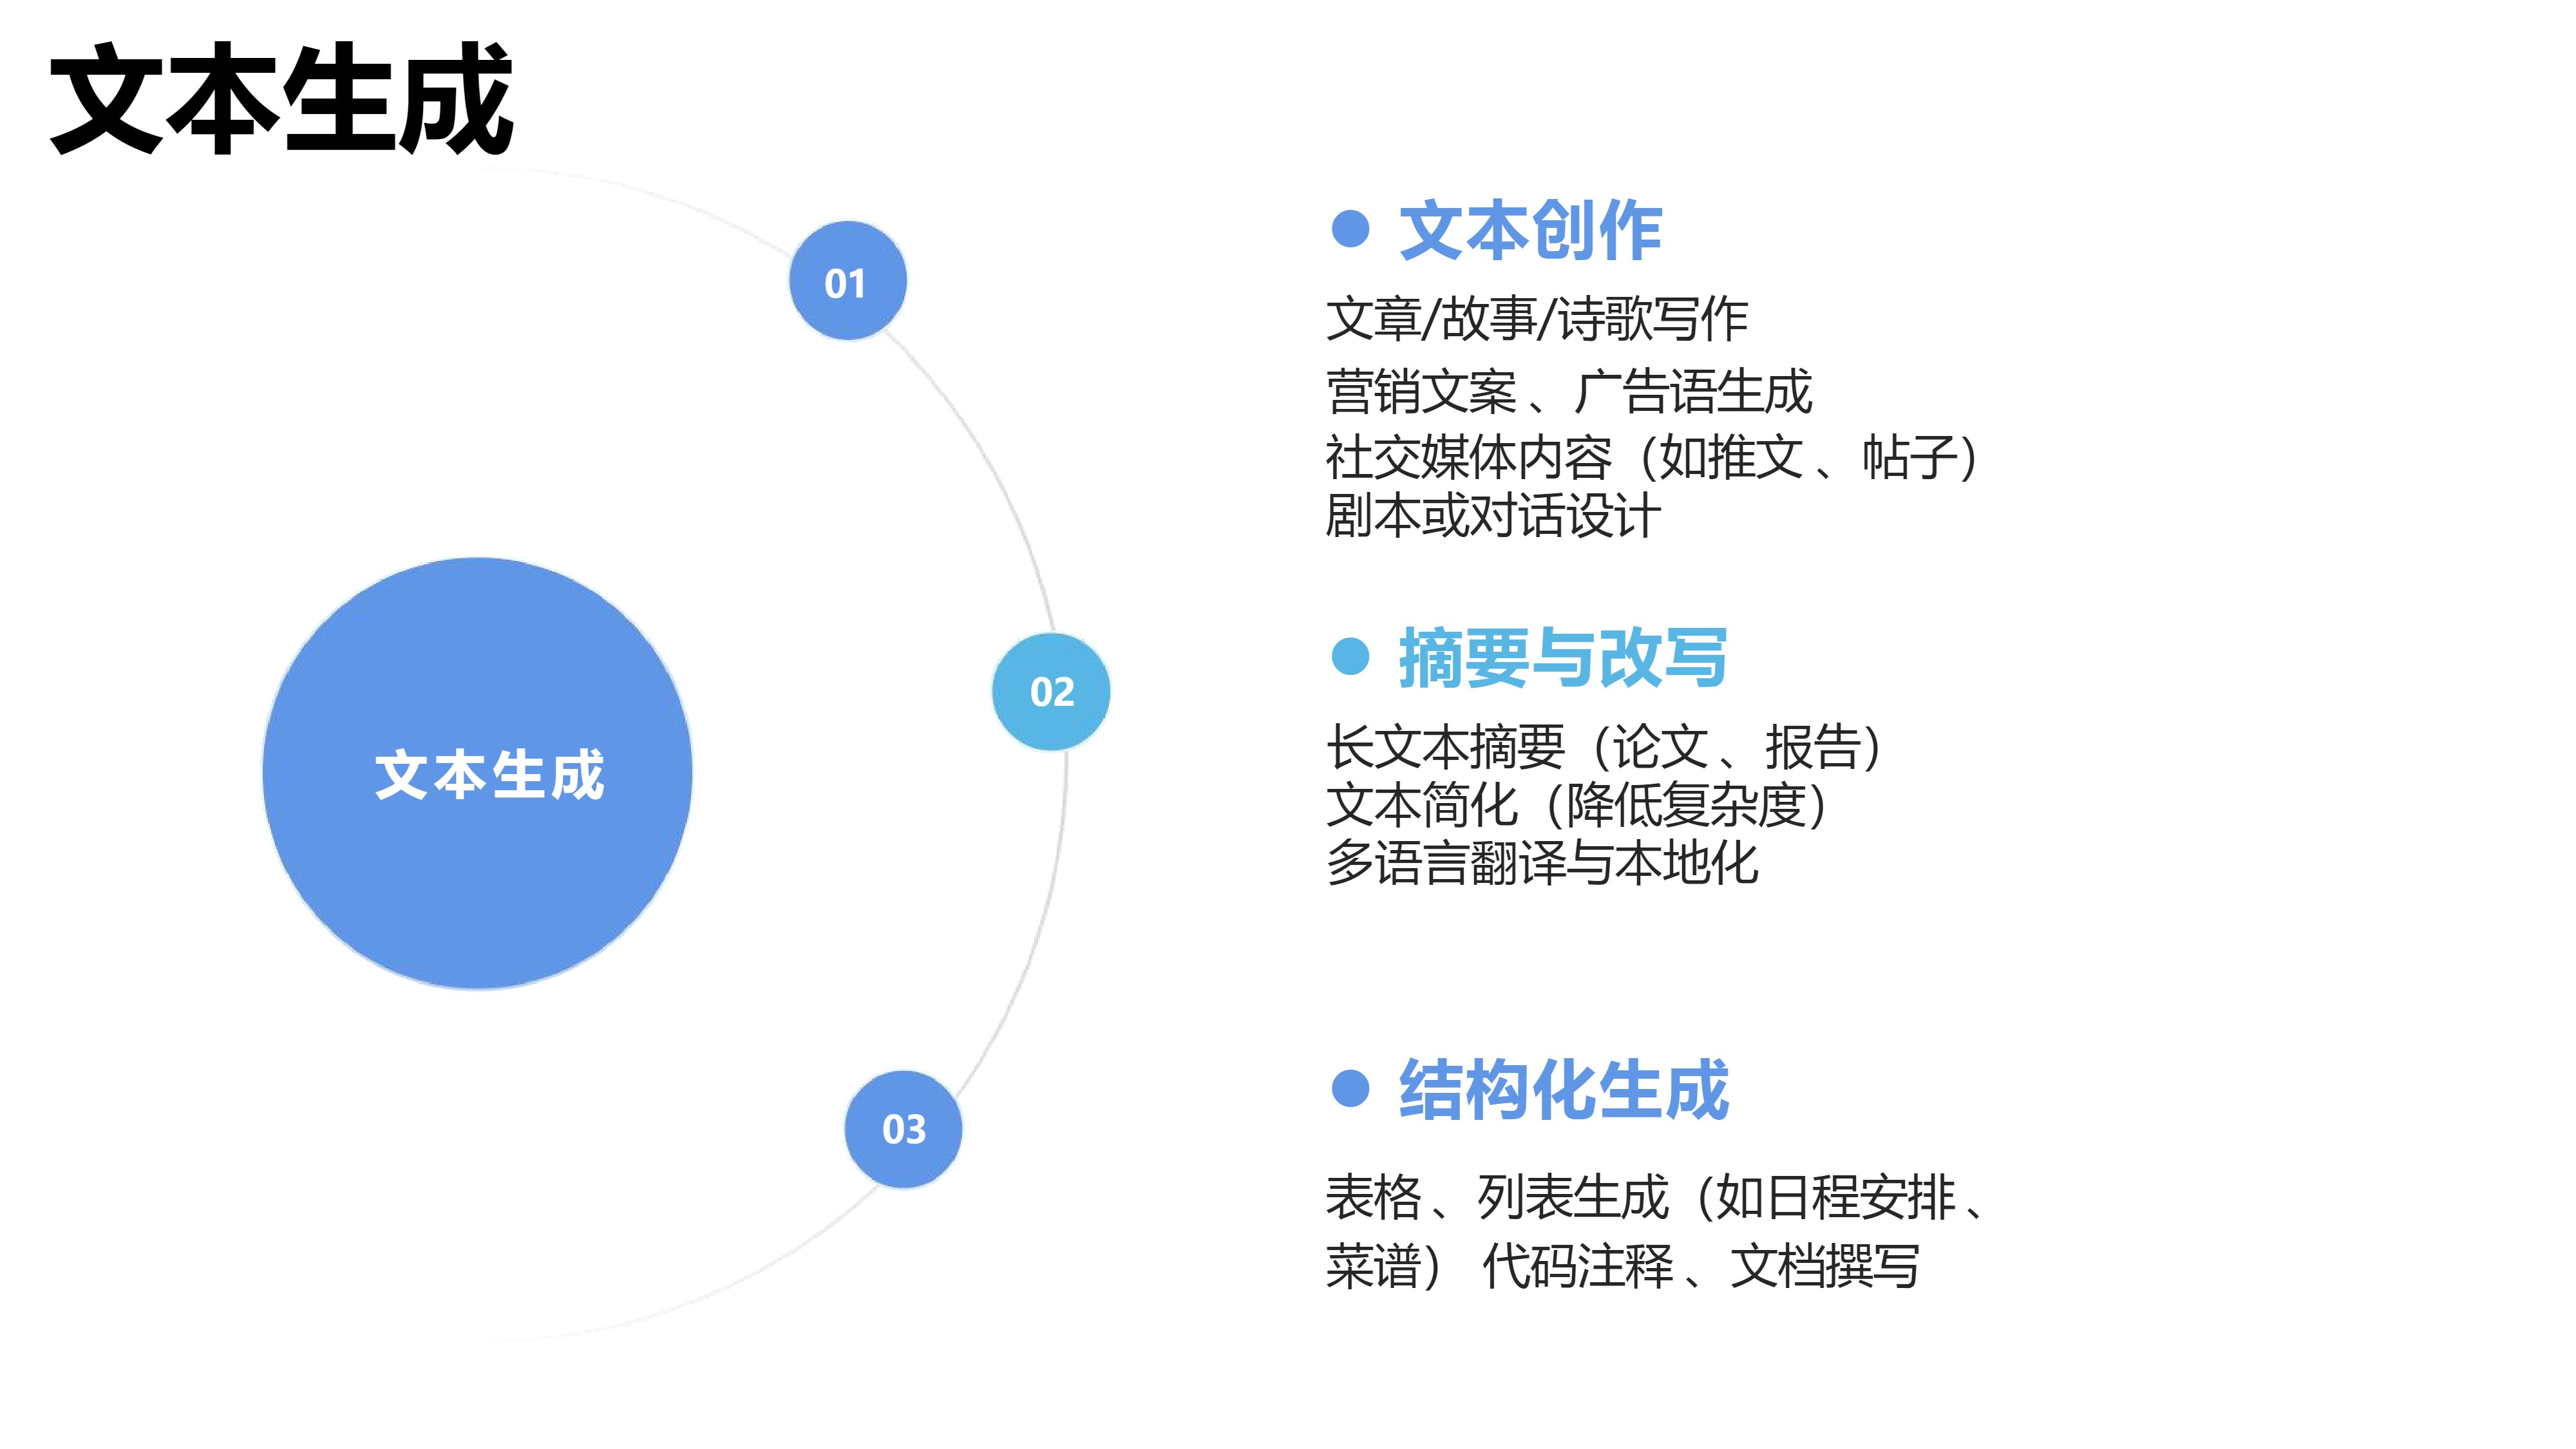 文本生成
01
02
03
文本生成
文本创作
文章/故事/诗歌写作
营销文案、广告语生成
社交媒体内容（如推文、帖子）
剧本或对话设计
摘要与改写
长文本摘要（论文、报告）
文本简化（降低复杂度）
多语言翻译与本地化
结构化生成
表格、列表生成（如日程安排、
菜谱） 代码注释、文档撰写